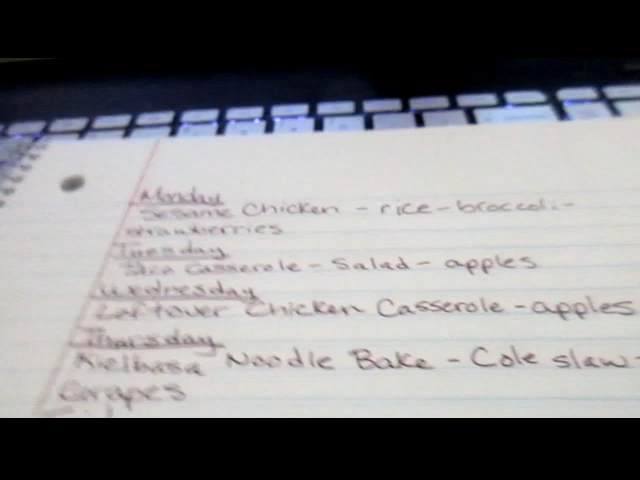 Monday
Sesame Chicken - rice - broccoli -
strawberries
Tuesday
Casserole - Salad - apples
Wednesday
Leftover Chicken Casserole - apples
Thursday
Kielbasa Noodle Bake - Cole slaw -
Grapes